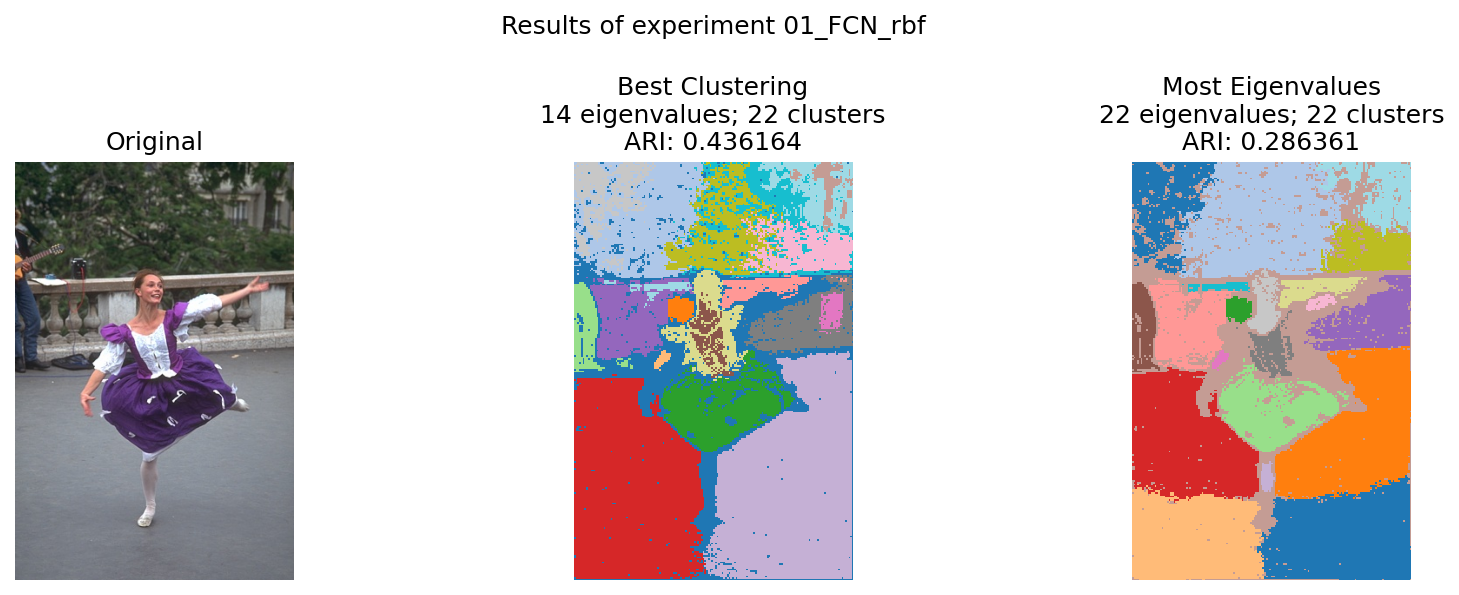 Results of experiment 01_FCN_rbf
Original
Best Clustering
14 eigenvalues; 22 clusters
ARI: 0.436164
Most Eigenvalues
22 eigenvalues; 22 clusters
ARI: 0.286361